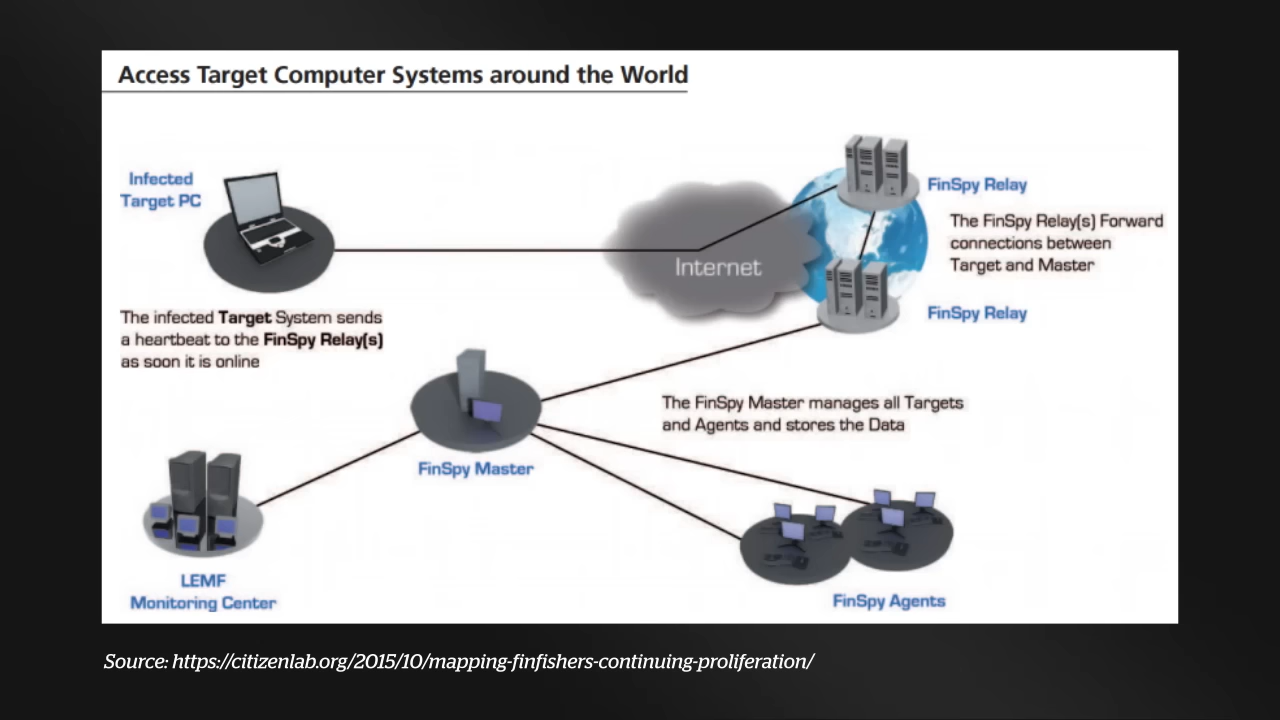 Access Target Computer Systems around the World
Infected
Target PC
FinSpy Relay
The FinSpy Relay(s) Forward
connections between
Target and Master
Internet
FinSpy Relay
The infected Target System sends
a heartbeat to the FinSpy Relay(s)
as soon it is online
The FinSpy Master manages all Targets
and Agents and stores the Data
FinSpy Master
LEMF
Monitoring Center
FinSpy Agents
Source: https://citizenlab.org/2015/10/mapping-finfishers-continuing-proliferation/